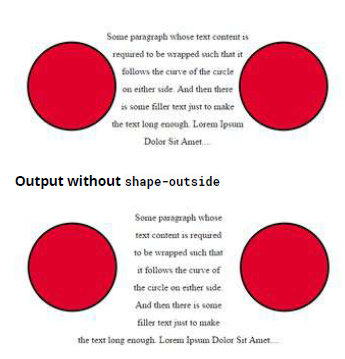 Some paragraph whose text content is
required to be wrapped such that it
follows the curve of the circle
on either side. And then there
is some filler text just to make
the text long enough. Lorem Ipsum
Dolor Sit Amet....
Output without shape-outside
Some paragraph whose
text content is required
to be wrapped such that
it follows the curve of
the circle on either side.
And then there is some
filler text just to make
the text long enough. Lorem Ipsum Dolor Sit Amet....